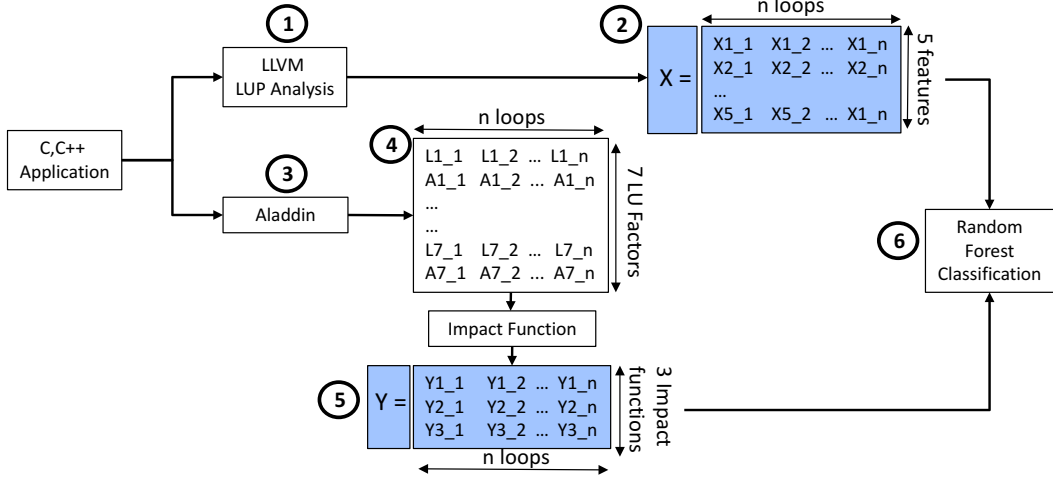 1
LLVM
LUP Analysis
2
n loops
X =
X1_1 X1_2 ... X1_n
X2_1 X2_2 ... X2_n
...
X5_1 X5_2 ... X1_n
5 features
C,C++
Application
3
Aladdin
4
n loops
L1_1 L1_2 ... L1_n
A1_1 A1_2 ... A1_n
...
...
L7_1 L7_2 ... L7_n
A7_1 A7_2 ... A7_n
7 LU Factors
6
Random
Forest
Classification
Impact Function
5
Y =
Y1_1 Y1_2 ... Y1_n
Y2_1 Y2_2 ... Y2_n
Y3_1 Y3_2 ... Y3_n
3 Impact
functions
n loops